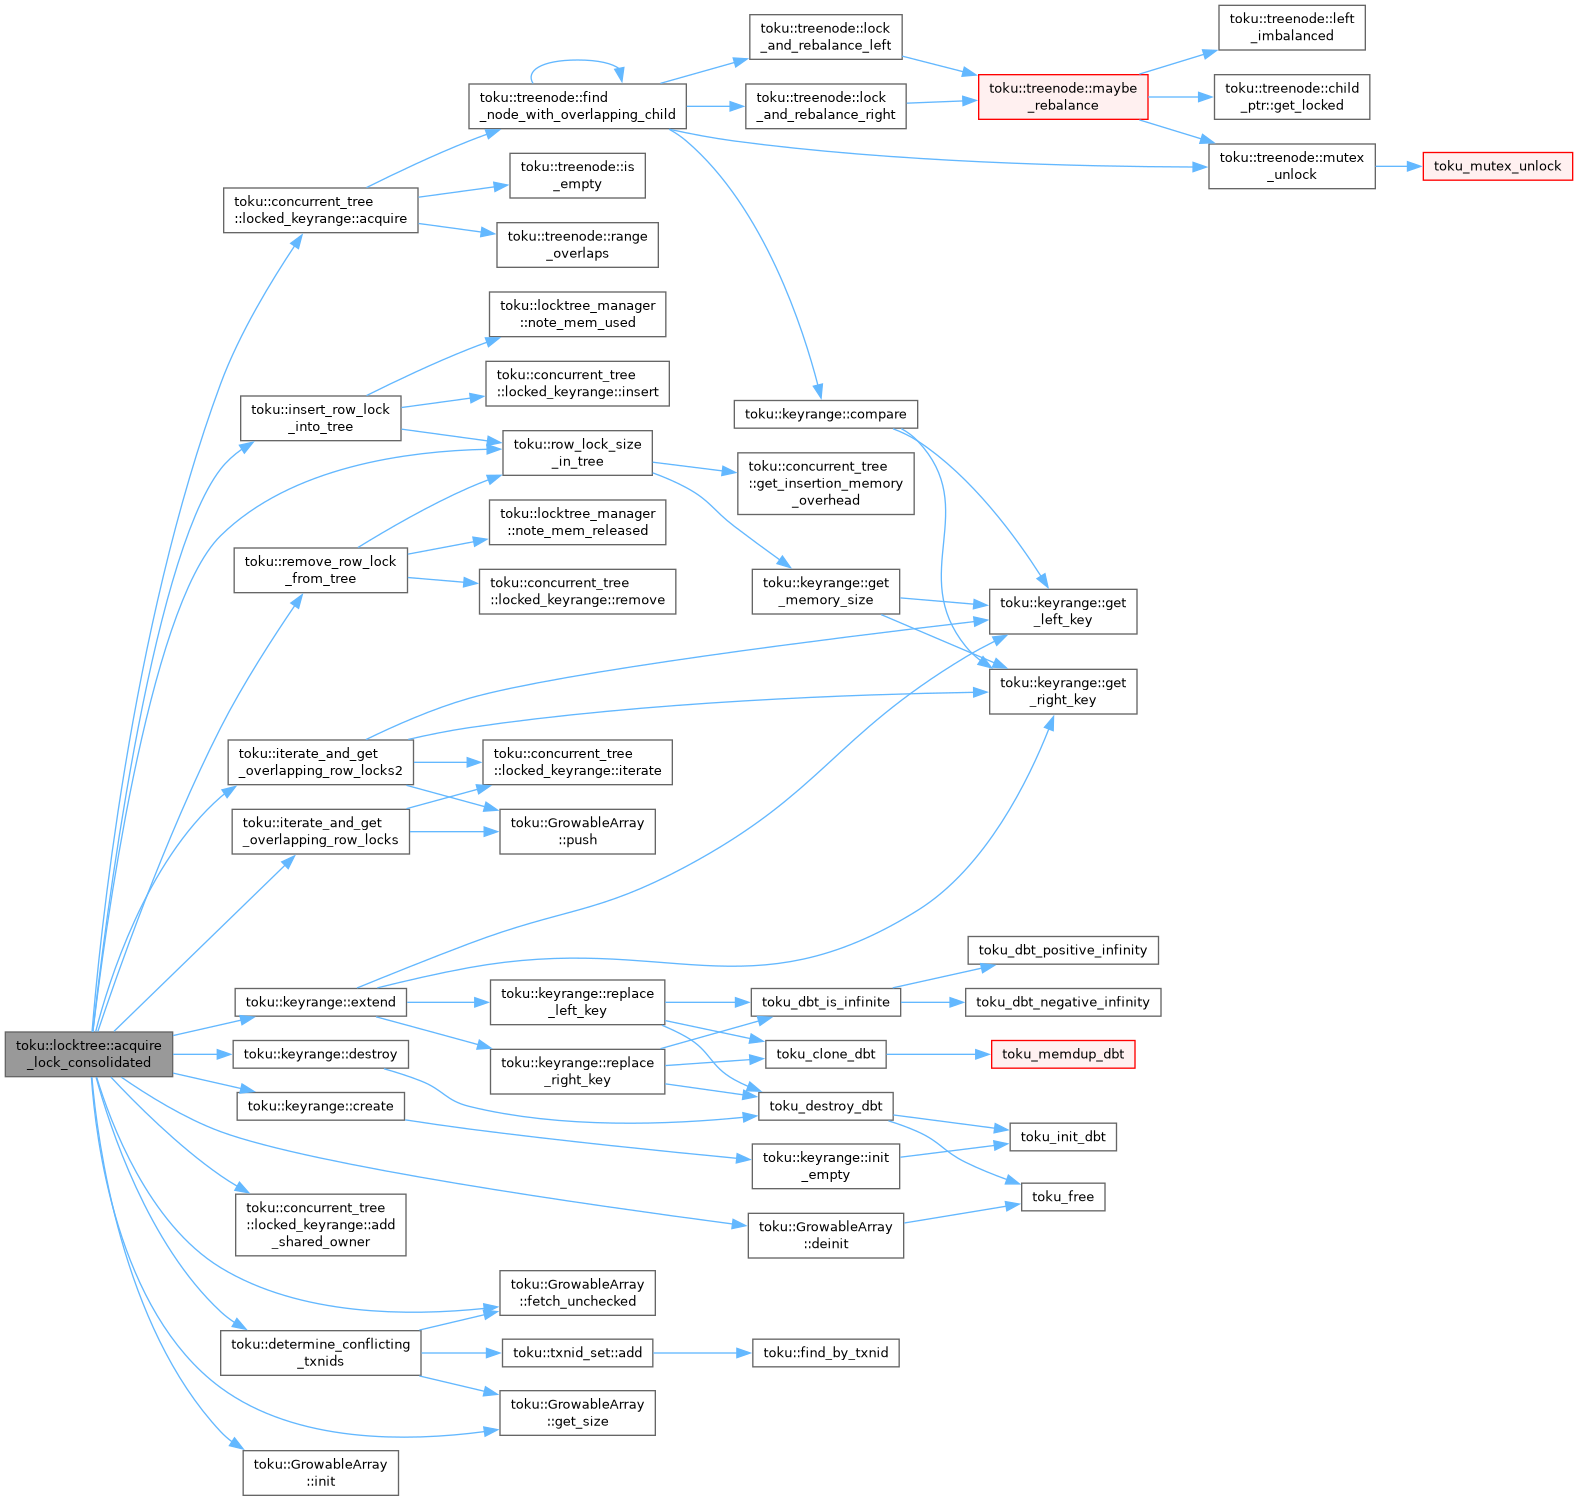 toku::locktree::acquire
_lock_consolidated
toku::concurrent_tree
::locked_keyrange::acquire
toku::treenode::find
_node_with_overlapping_child
toku::treenode::lock
_and_rebalance_left
toku::treenode::maybe
_rebalance
toku::treenode::left
_imbalanced
toku::treenode::child
_ptr::get_locked
toku::treenode::mutex
_unlock
toku_mutex_unlock
toku::treenode::lock
_and_rebalance_right
toku::treenode::is
_empty
toku::treenode::range
_overlaps
toku::keyrange::compare
toku::keyrange::get
_left_key
toku::keyrange::get
_right_key
toku::insert_row_lock
_into_tree
toku::locktree_manager
::note_mem_used
toku::concurrent_tree
::locked_keyrange::insert
toku::row_lock_size
_in_tree
toku::concurrent_tree
::get_insertion_memory
_overhead
toku::keyrange::get
_memory_size
toku::remove_row_lock
_from_tree
toku::locktree_manager
::note_mem_released
toku::concurrent_tree
::locked_keyrange::remove
toku::iterate_and_get
_overlapping_row_locks2
toku::concurrent_tree
::locked_keyrange::iterate
toku::iterate_and_get
_overlapping_row_locks
toku::GrowableArray
::push
toku::keyrange::extend
toku::keyrange::replace
_left_key
toku::keyrange::replace
_right_key
toku_dbt_is_infinite
toku_dbt_positive_infinity
toku_dbt_negative_infinity
toku_clone_dbt
toku_memdup_dbt
toku::keyrange::destroy
toku_destroy_dbt
toku_init_dbt
toku_free
toku::keyrange::create
toku::keyrange::init
_empty
toku::concurrent_tree
::locked_keyrange::add
_shared_owner
toku::GrowableArray
::deinit
toku::GrowableArray
::fetch_unchecked
toku::determine_conflicting
_txnids
toku::txnid_set::add
toku::find_by_txnid
toku::GrowableArray
::get_size
toku::GrowableArray
::init